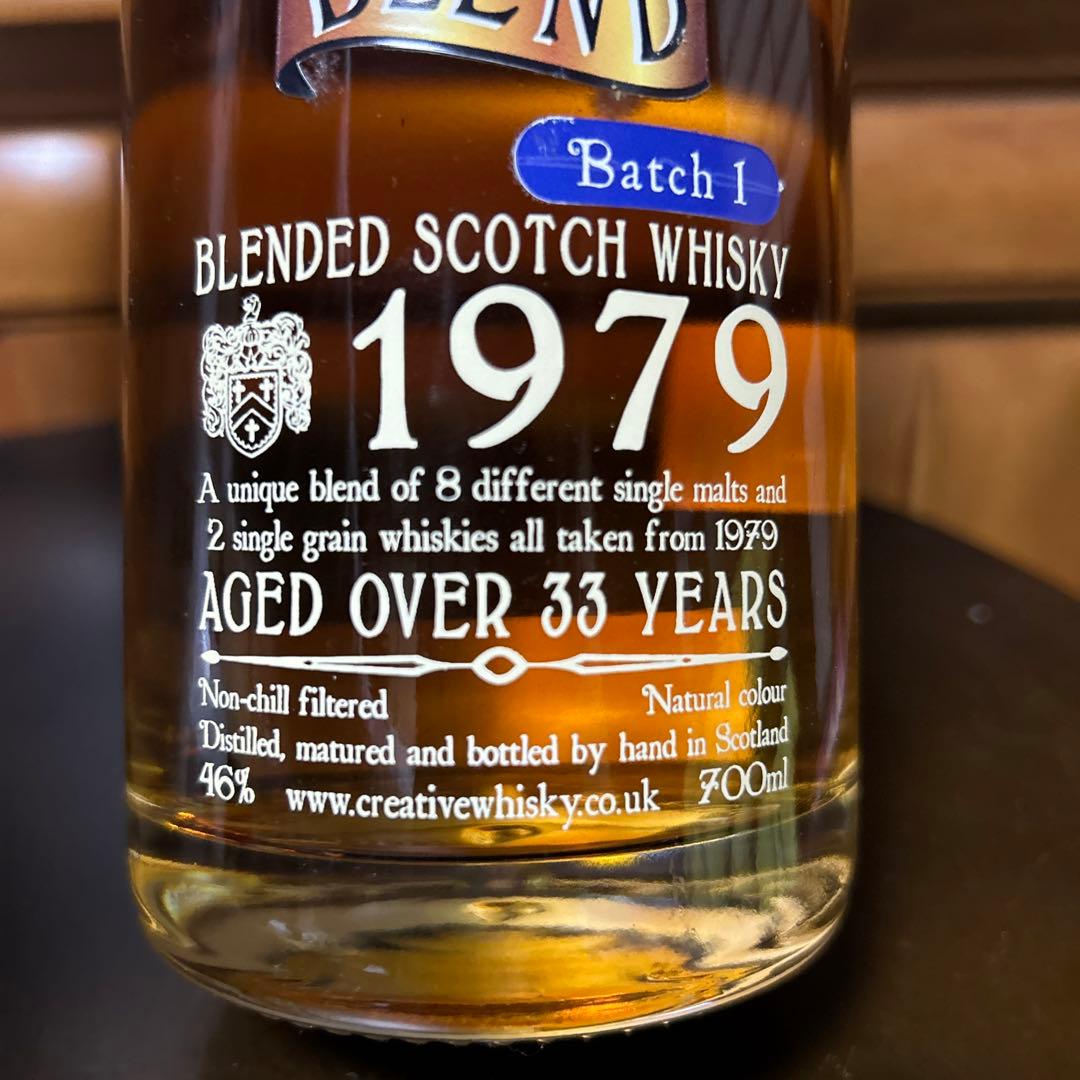 BLEND
Batch 1
BLENDED SCOTCH WHISKY
1979
A unique blend of 8 different single malts and
2 single grain whiskies all taken from 1979
AGED OVER 33 YEARS
Non-chill filtered Natural colour
Distilled, matured and bottled by hand in Scotland
46% www.creativewhisky.co.uk 700ml